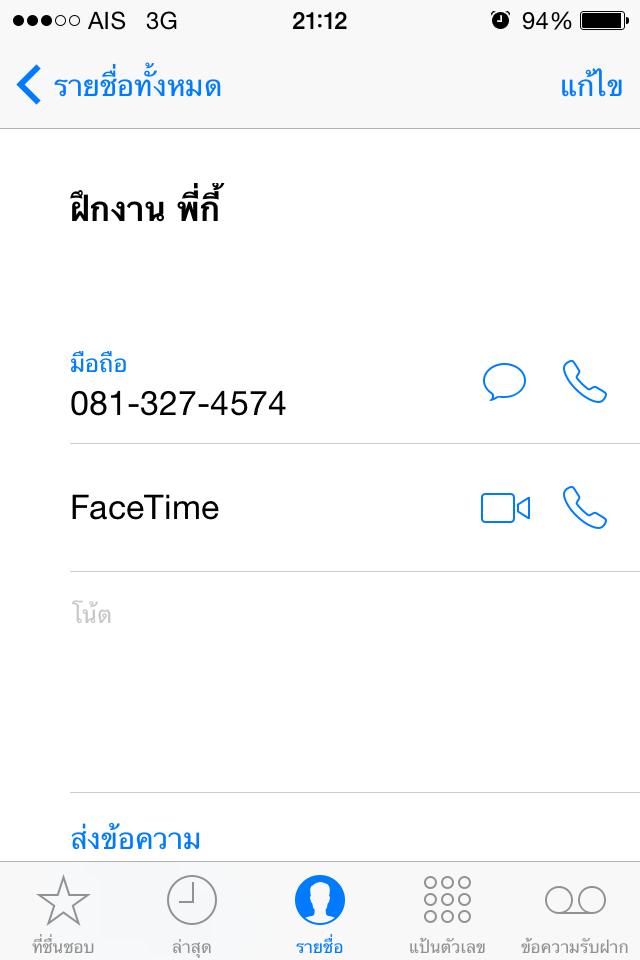 AIS 3G 21:12 94%
รายชื่อทั้งหมด แก้ไข
ฝึกงาน พี่กี้
มือถือ
081-327-4574
FaceTime
โน้ต
ส่งข้อความ
ที่ชื่นชอบ ล่าสุด รายชื่อ แป้นตัวเลข ข้อความรับฝาก